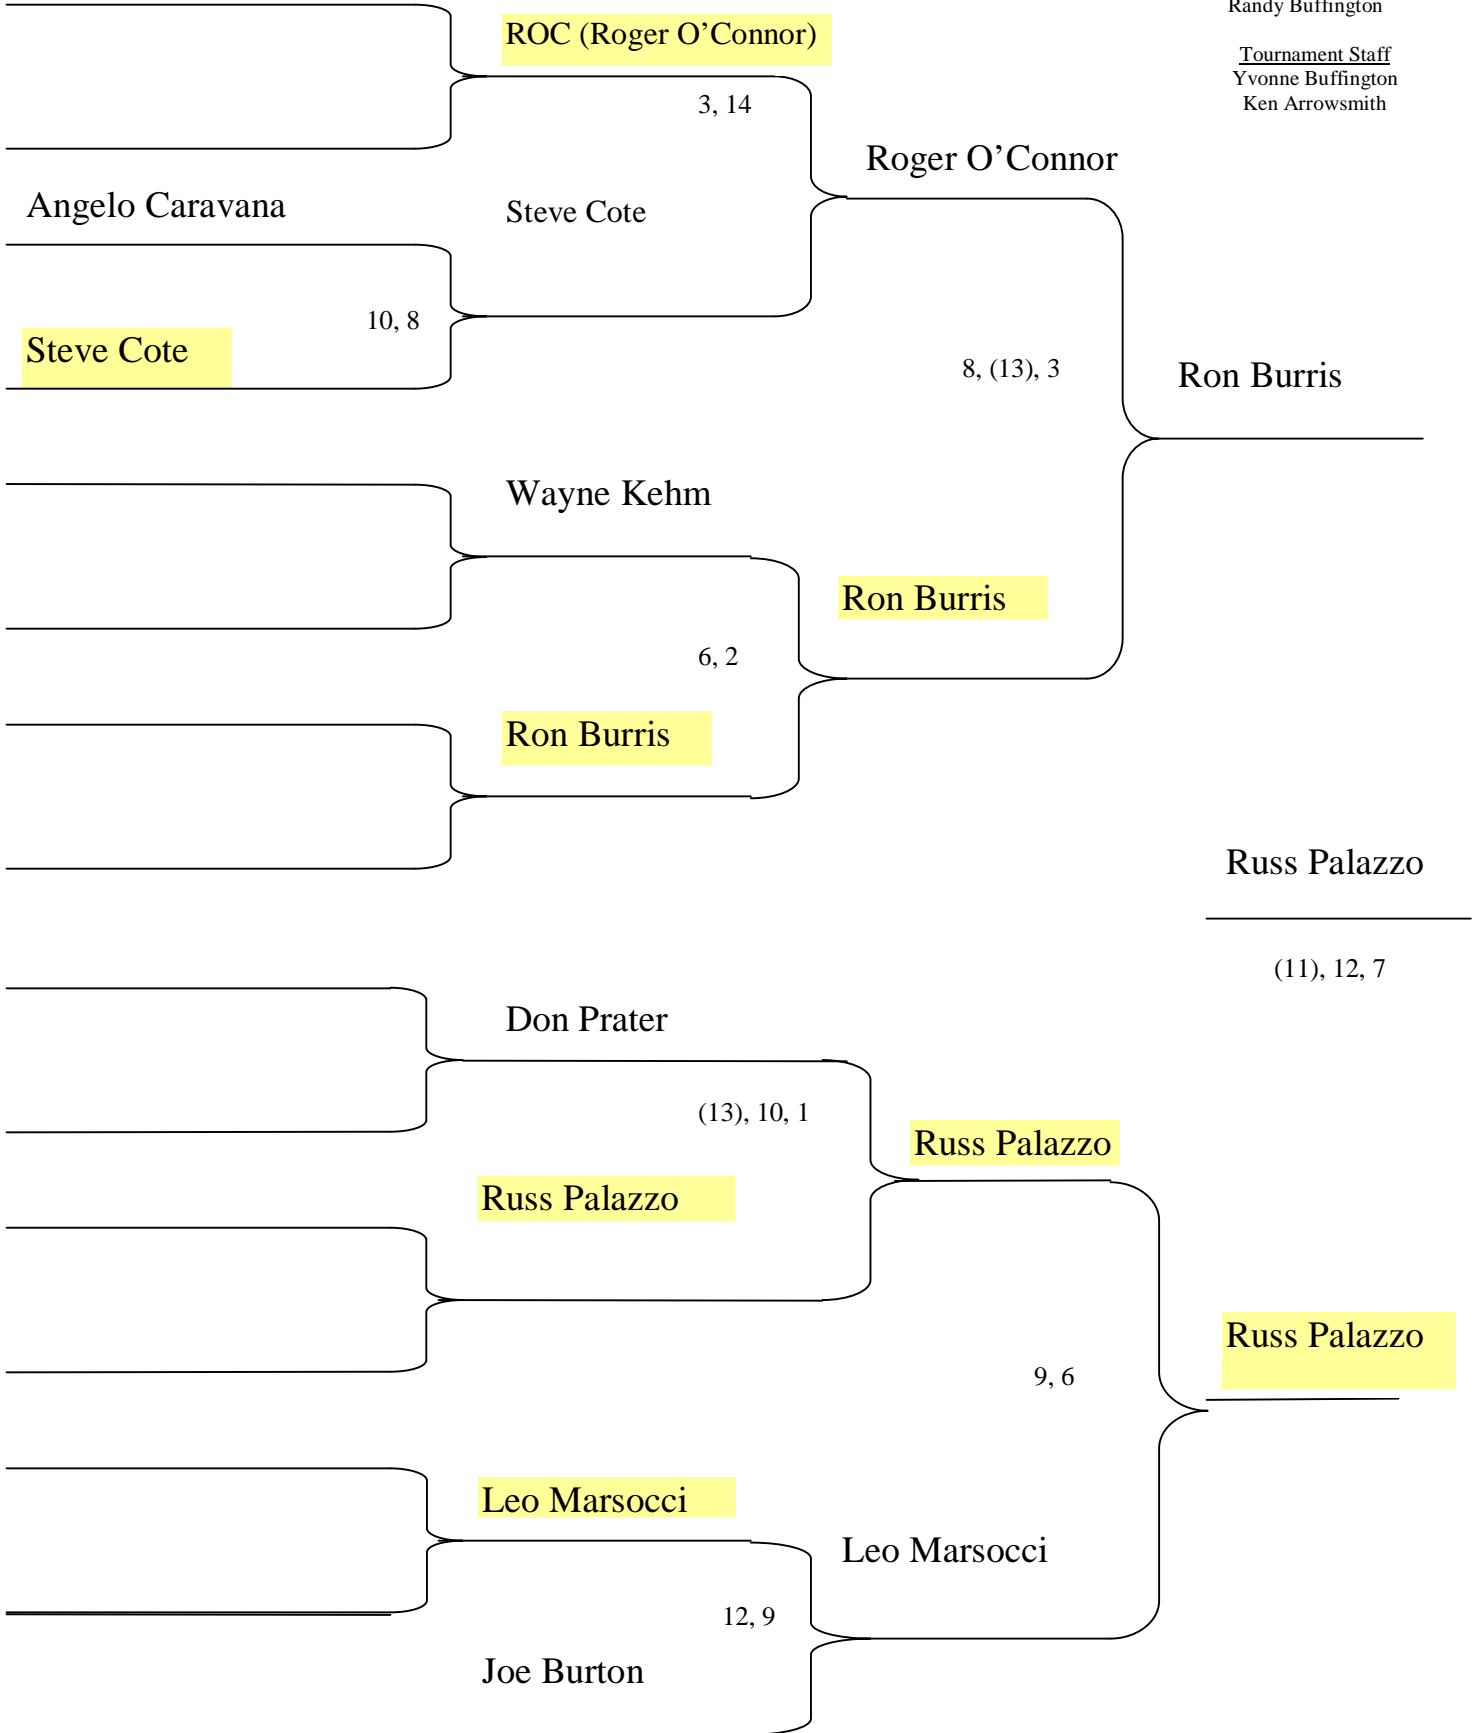 Randy Buffington
ROC (Roger O’Connor)
Tournament Staff
Yvonne Buffington
Ken Arrowsmith
3, 14
Roger O’Connor
Angelo Caravana
Steve Cote
10, 8
Steve Cote
8, (13), 3
Ron Burris
Wayne Kehm
Ron Burris
6, 2
Ron Burris
Russ Palazzo
(11), 12, 7
Don Prater
(13), 10, 1
Russ Palazzo
Russ Palazzo
Russ Palazzo
9, 6
Leo Marsocci
Leo Marsocci
12, 9
Joe Burton